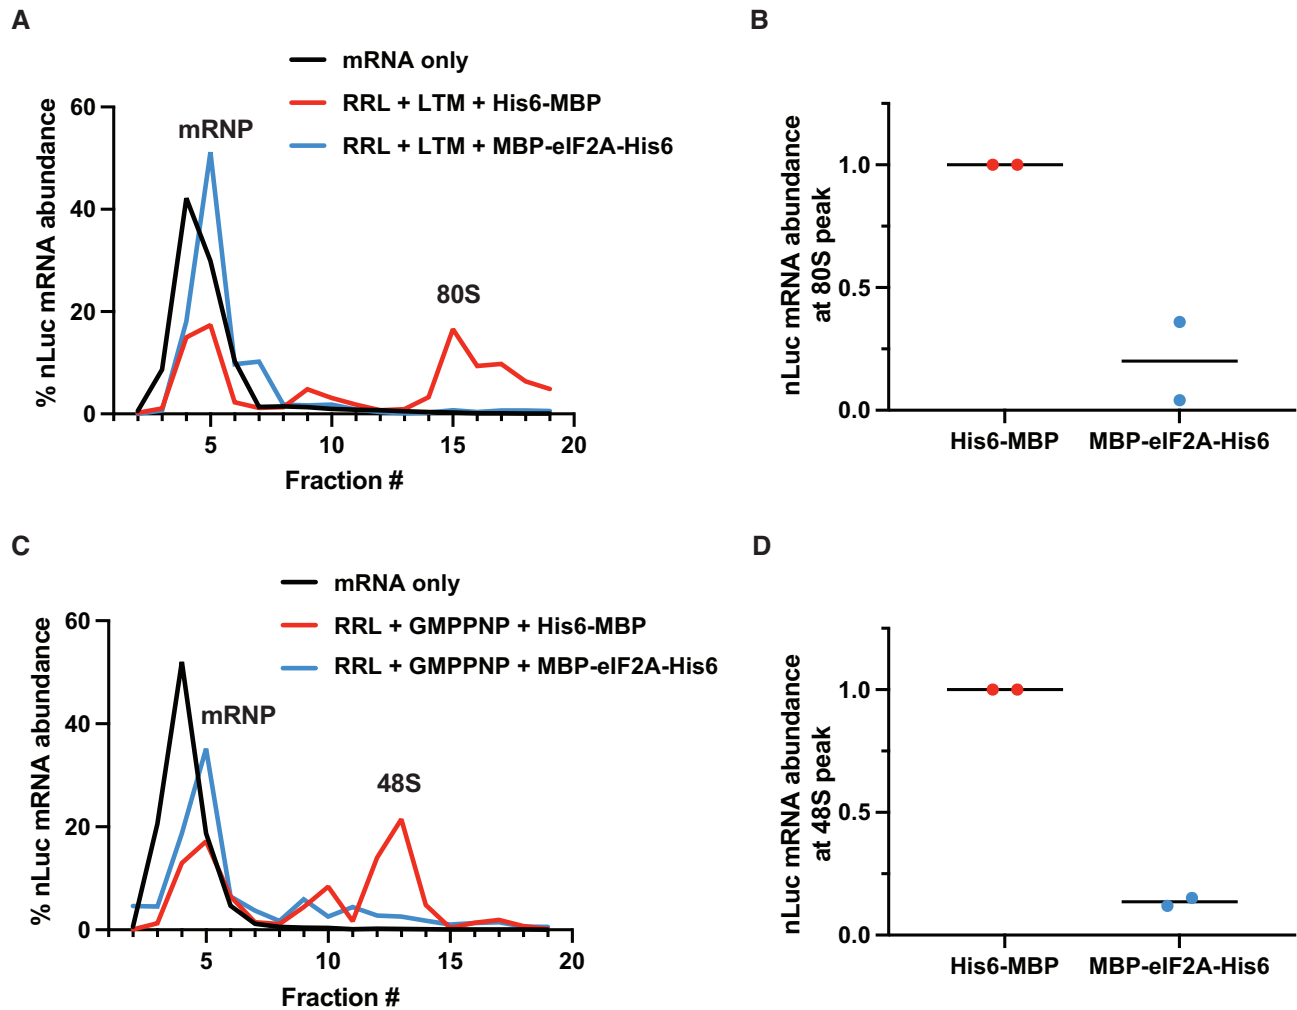 A
mRNA only
RRL + LTM + His6-MBP
RRL + LTM + MBP-eIF2A-His6
mRNP
80S
% nLuc mRNA abundance
60
40
20
0
5
10
15
20
Fraction #
B
nLuc mRNA abundance
at 80S peak
1.0
0.5
0.0
His6-MBP
MBP-eIF2A-His6
C
mRNA only
RRL + GMPPNP + His6-MBP
RRL + GMPPNP + MBP-eIF2A-His6
mRNP
48S
% nLuc mRNA abundance
60
40
20
0
5
10
15
20
Fraction #
D
nLuc mRNA abundance
at 48S peak
1.0
0.5
0.0
His6-MBP
MBP-eIF2A-His6